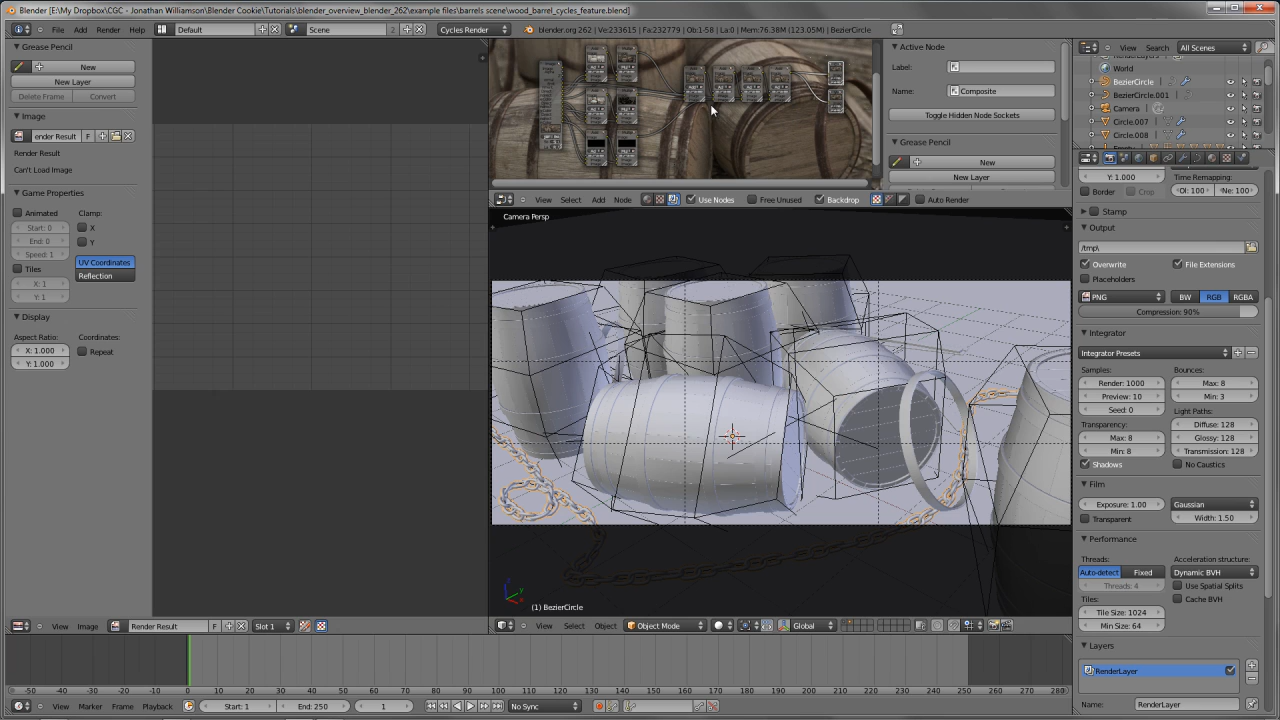 Blender [E:\My Dropbox\CGC - Jonathan Williamson\Blender Cookie\Tutorials\blender_overview_blender_262\example files\barrels scene\wood_barrel_cycles_feature.blend]
File Add Render Help Default Scene 2 Cycles Render blender.org 262 | Ve:233615 | Fa:232779 | Ob:1-58 | La:0 | Mem:76.38M (123.05M) | BezierCircle
Grease Pencil
New
New Layer
Delete Frame Convert
Image
ender Result F
Render Result
Can't Load Image
Game Properties
Animated Clamp:
Start: 0 X
End: 0 Y
Speed: 1
Tiles UV Coordinates
X: 1 Reflection
Y: 1
Display
Aspect Ratio: Coordinates:
X: 1.000 Repeat
Y: 1.000
View Image Render Result F Slot 1
Active Node
Label:
Name: Composite
Toggle Hidden Node Sockets
Grease Pencil
New
New Layer
View Select Add Node Use Nodes Free Unused Backdrop Auto Render
Camera Persp
(1) BezierCircle
View Select Object Object Mode Global
View Search All Scenes
World
BezierCircle
BezierCircle.001
Camera
Circle.007
Circle.008
Y: 1.000 Time Remapping:
Border Crop Ol: 100 Ne: 100
Stamp
Output
/tmp\
Overwrite File Extensions
Placeholders
PNG BW RGB RGBA
Compression: 90%
Integrator
Integrator Presets
Samples: Bounces:
Render: 1000 Max: 8
Preview: 10 Min: 3
Seed: 0 Light Paths:
Transparency: Diffuse: 128
Max: 8 Glossy: 128
Min: 8 Transmission: 128
Shadows No Caustics
Film
Exposure: 1.00 Gaussian
Transparent Width: 1.50
Performance
Threads: Acceleration structure:
Auto-detect Fixed Dynamic BVH
Threads: 4 Use Spatial Splits
Tiles: Cache BVH
Tile Size: 1024
Min Size: 64
Layers
RenderLayer
Name: RenderLayer
-50 -40 -30 -20 -10 0 10 20 30 40 50 60 70 80 90 100 110 120 130 140 150 160 170 180 190 200 210 220 230 240 250 260 270 280
View Marker Frame Playback Start: 1 End: 250 1 No Sync